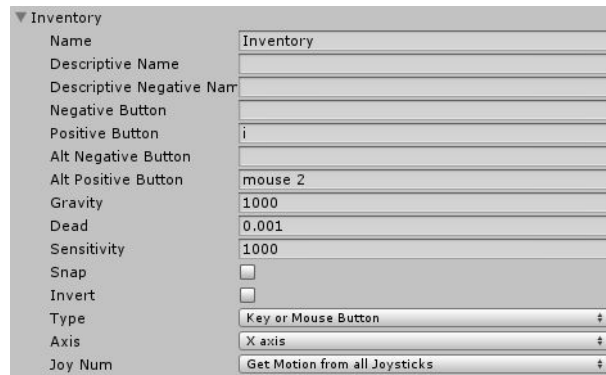 Inventory
Name Inventory
Descriptive Name
Descriptive Negative Nam
Negative Button
Positive Button i
Alt Negative Button
Alt Positive Button mouse 2
Gravity 1000
Dead 0.001
Sensitivity 1000
Snap
Invert
Type Key or Mouse Button
Axis X axis
Joy Num Get Motion from all Joysticks